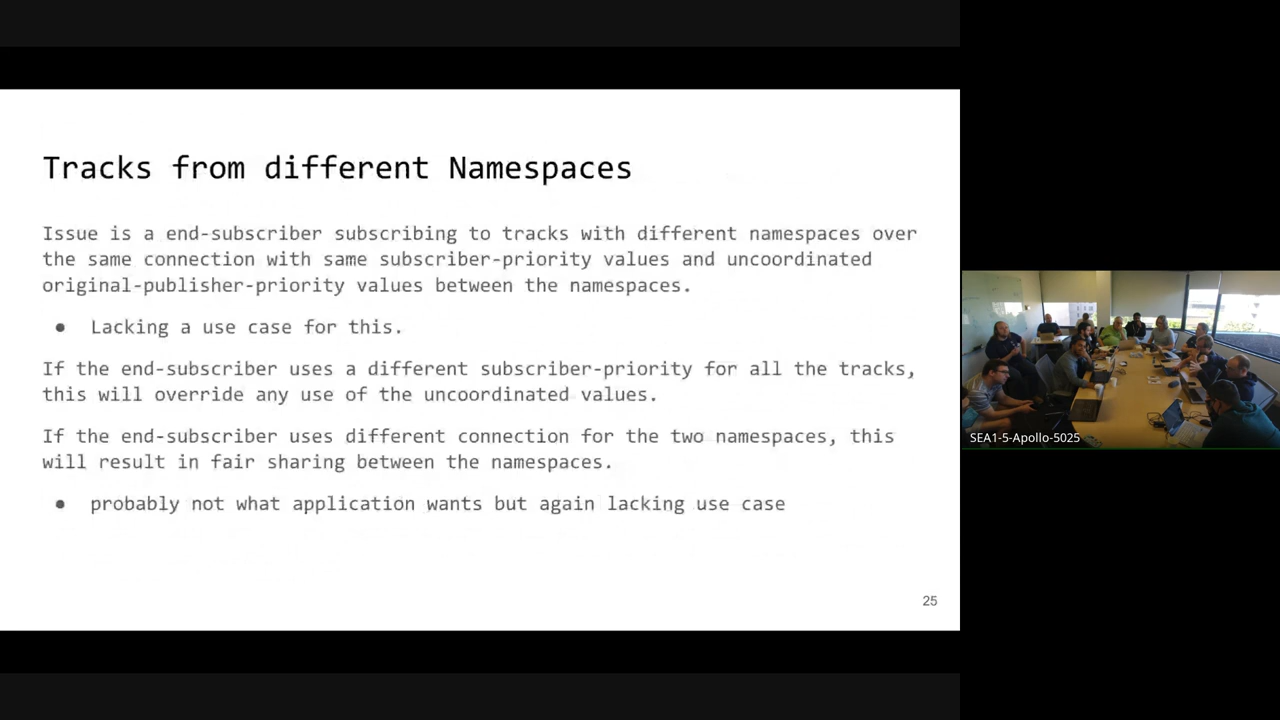 Tracks from different Namespaces
Issue is a end-subscriber subscribing to tracks with different namespaces over
the same connection with same subscriber-priority values and uncoordinated
original-publisher-priority values between the namespaces.
● Lacking a use case for this.
If the end-subscriber uses a different subscriber-priority for all the tracks,
this will override any use of the uncoordinated values.
If the end-subscriber uses different connection for the two namespaces, this
will result in fair sharing between the namespaces.
● probably not what application wants but again lacking use case
25
SEA1-5-Apollo-5025